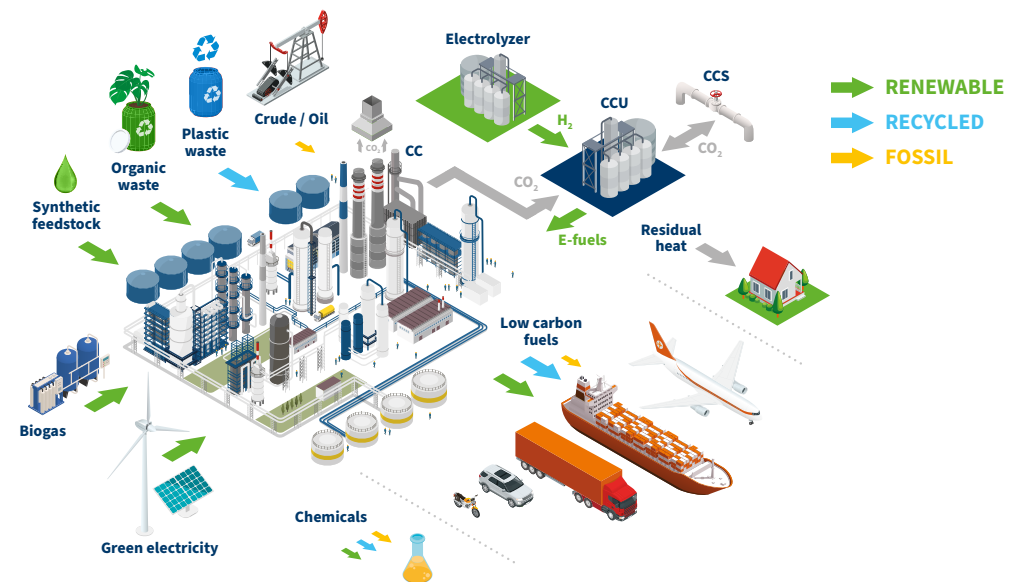 Electrolyzer
CCS
RENEWABLE
CCU
Crude / Oil
RECYCLED
H2
Plastic
waste
CO2
CC
CO2
FOSSIL
Organic
waste
CO2
Synthetic
feedstock
E-fuels
Residual
heat
Low carbon
fuels
Biogas
Chemicals
Green electricity